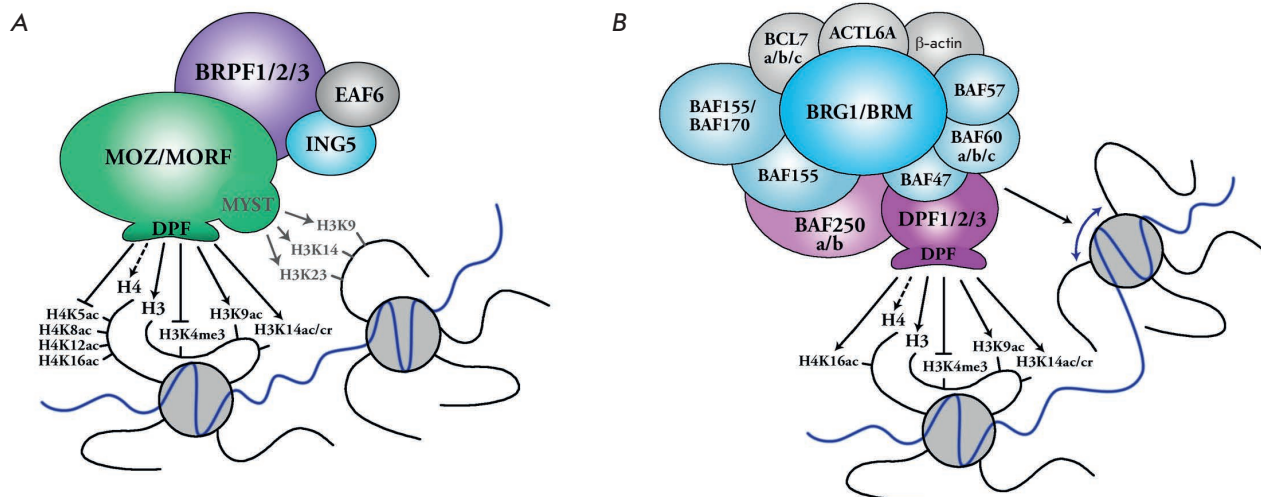 A
BRPF1/2/3
EAF6
ING5
MOZ/MORF
MYST
DPF
H3K9
H3K14
H3K23
H4
H3
H4K5ac
H4K8ac
H4K12ac
H4K16ac
H3K4me3
H3K9ac
H3K14ac/cr
B
BCL7
a/b/c
ACTL6A
β-actin
BAF155/
BAF170
BRG1/BRM
BAF57
BAF60
a/b/c
BAF155
BAF47
BAF250
a/b
DPF1/2/3
DPF
H4
H3
H4K16ac
H3K4me3
H3K9ac
H3K14ac/cr